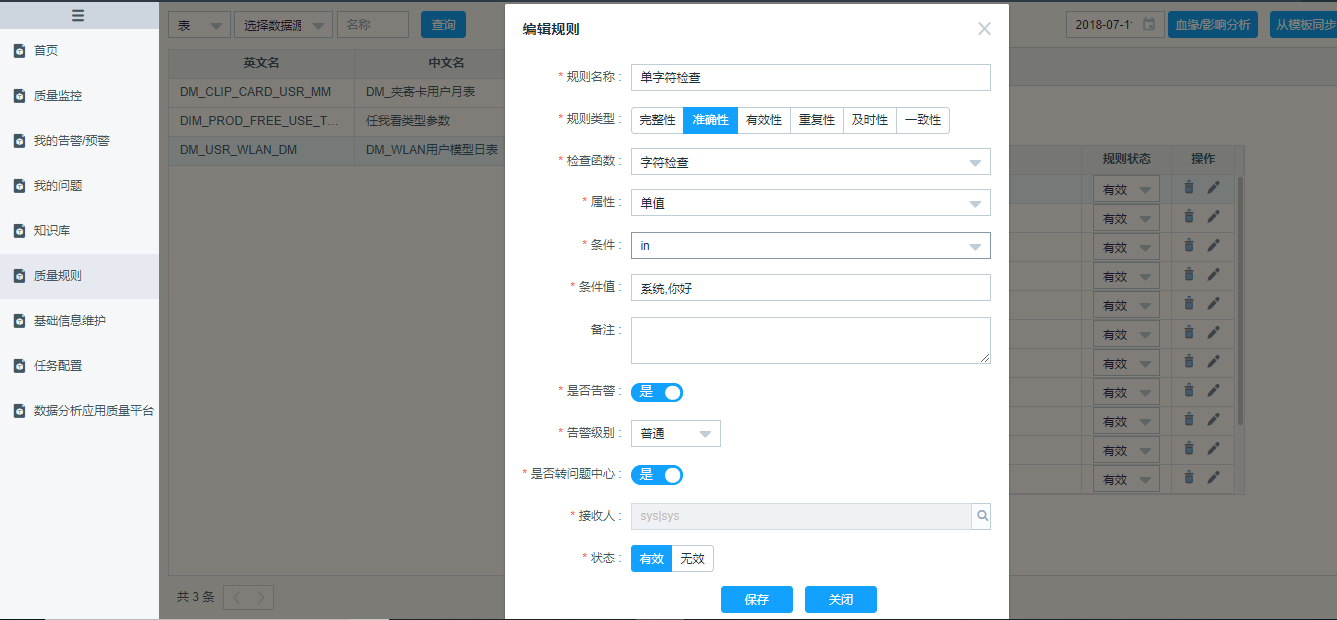 首页
质量监控
我的告警/预警
我的问题
知识库
质量规则
基础信息维护
任务配置
数据分析应用质量平台
表 选择数据源 名称 查询
英文名 中文名
DM_CLIP_CARD_USR_MM DM_夹寄卡用户月表
DIM_PROD_FREE_USE_T... 任我看类型参数
DM_USR_WLAN_DM DM_WLAN用户模型日表
共 3 条
编辑规则
* 规则名称 : 单字符检查
* 规则类型 : 完整性 准确性 有效性 重复性 及时性 一致性
* 检查函数 : 字符检查
* 属性 : 单值
* 条件 : in
* 条件值 : 系统,你好
备注 :
* 是否告警 : 是
* 告警级别 : 普通
* 是否转问题中心 : 是
* 接收人 : sys|sys
* 状态 : 有效 无效
保存 关闭
2018-07-1 血缘/影响分析 从模板同步
规则状态 操作
有效
有效
有效
有效
有效
有效
有效
有效
有效
有效
有效